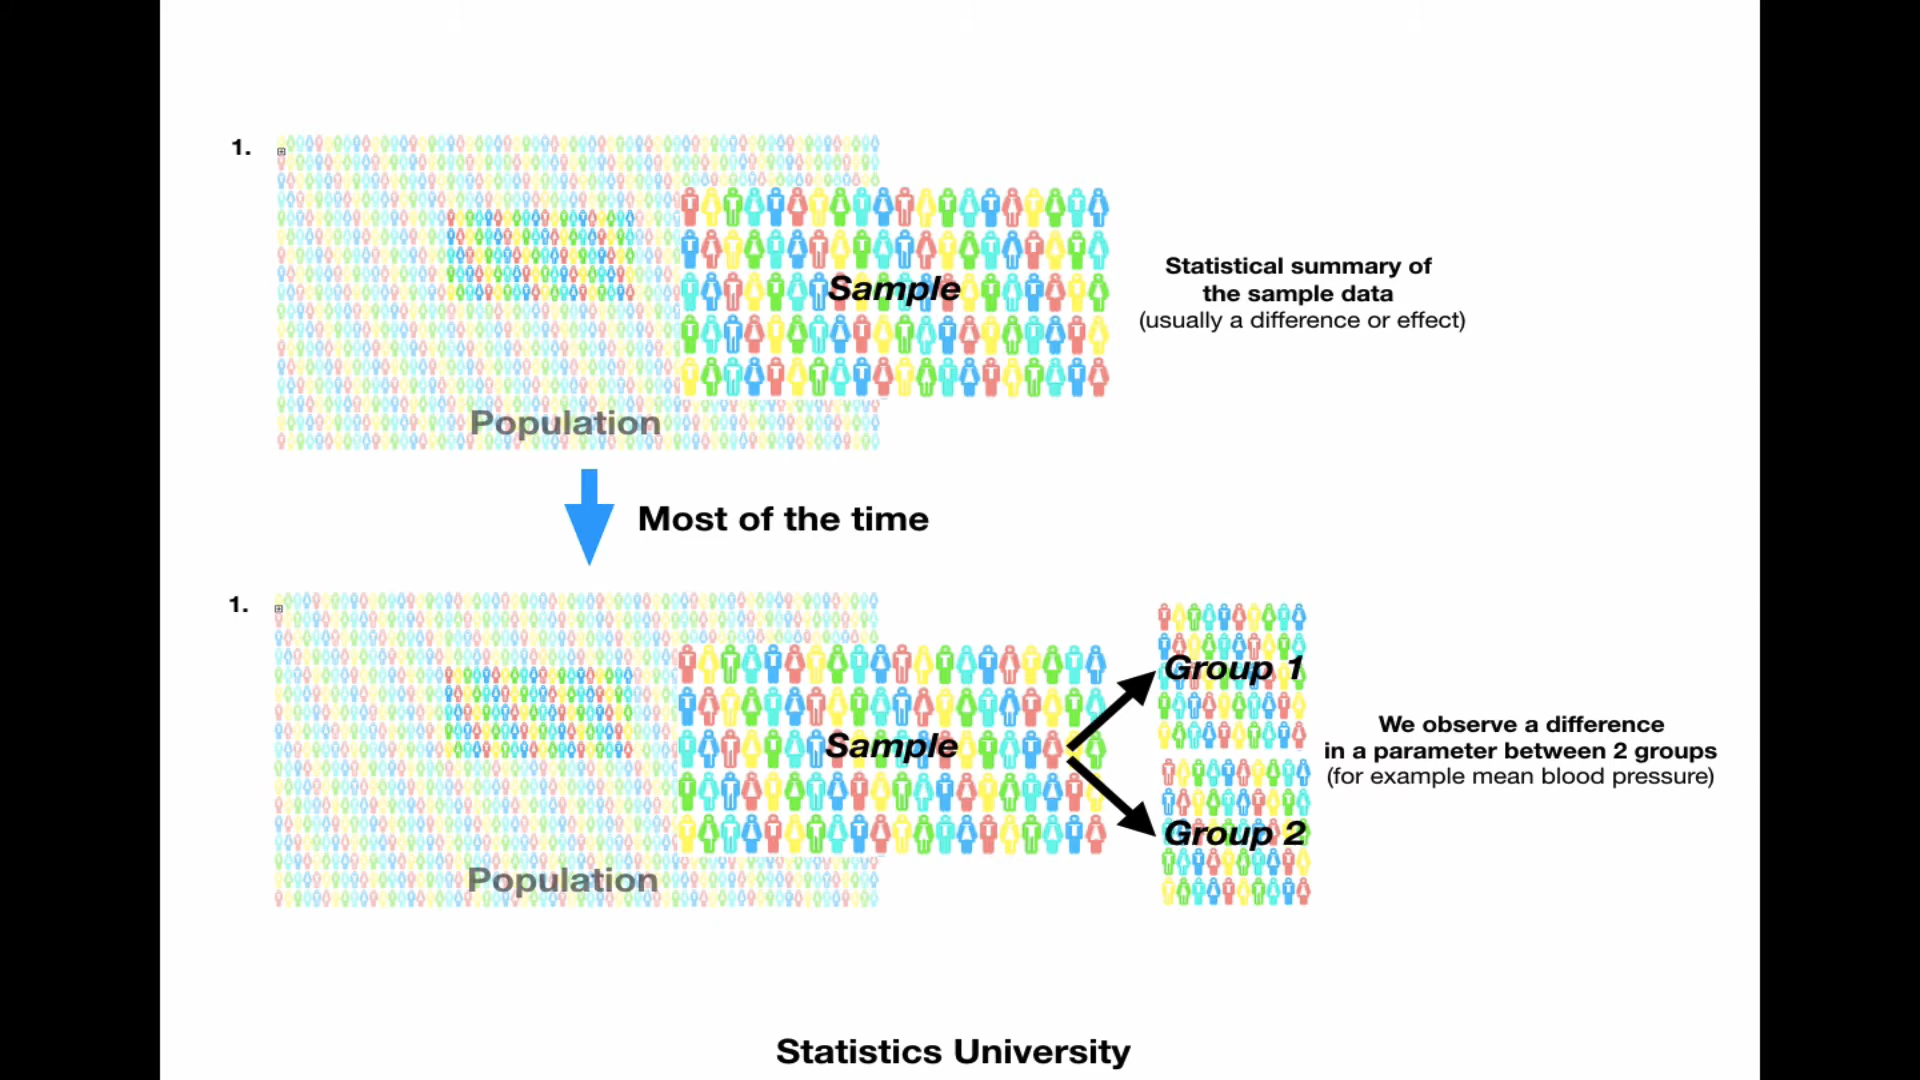 1.
Sample
Statistical summary of
the sample data
(usually a difference or effect)
Population
Most of the time
1.
Group 1
Sample
We observe a difference
in a parameter between 2 groups
(for example mean blood pressure)
Group 2
Population
Statistics University